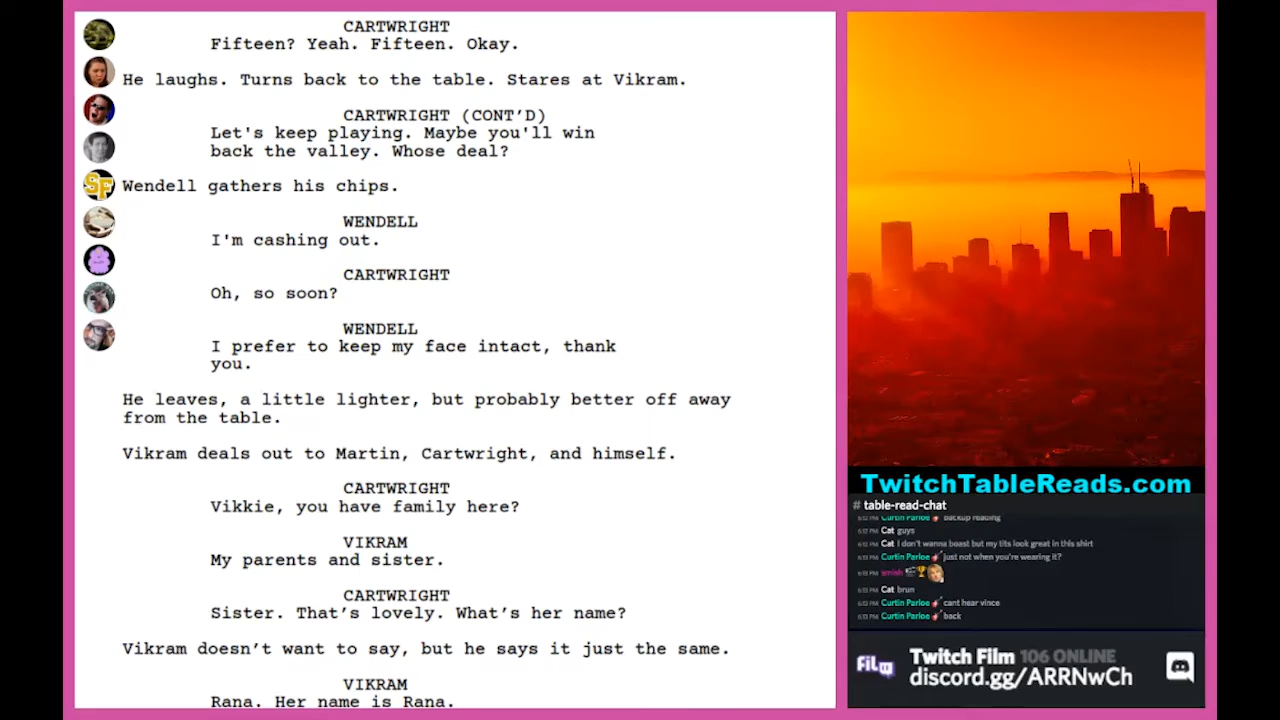 CARTWRIGHT
Fifteen? Yeah. Fifteen. Okay.
He laughs. Turns back to the table. Stares at Vikram.
CARTWRIGHT (CONT'D)
Let's keep playing. Maybe you'll win
back the valley. Whose deal?
SF
Wendell gathers his chips.
WENDELL
I'm cashing out.
CARTWRIGHT
Oh, so soon?
WENDELL
I prefer to keep my face intact, thank
you.
He leaves, a little lighter, but probably better off away
from the table.
Vikram deals out to Martin, Cartwright, and himself.
CARTWRIGHT
Vikkie, you have family here?
VIKRAM
My parents and sister.
CARTWRIGHT
Sister. That's lovely. What's her name?
Vikram doesn't want to say, but he says it just the same.
VIKRAM
Rana. Her name is Rana.
TwitchTableReads.com
# table-read-chat
Curtin Parloe backup reading
Cat guys
Cat I don't wanna boast but my tits look great in this shirt
Curtin Parloe just not when you're wearing it?
Cat brun
Curtin Parloe cant hear vince
Curtin Parloe back
Film
Twitch Film 106 ONLINE
discord.gg/ARRNwCh